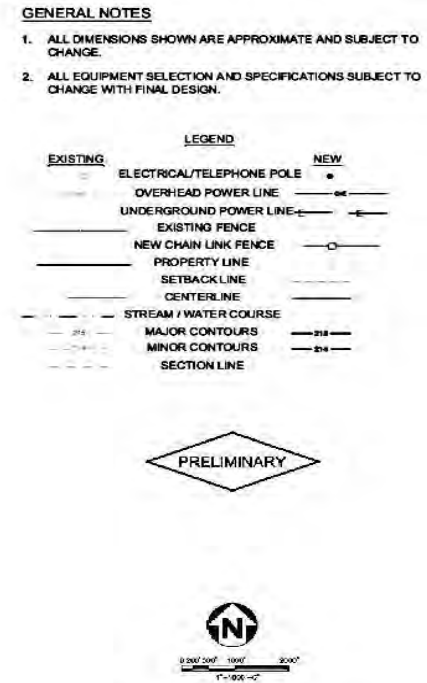 GENERAL NOTES
1. ALL DIMENSIONS SHOWN ARE APPROXIMATE AND SUBJECT TO
CHANGE.
2. ALL EQUIPMENT SELECTION AND SPECIFICATIONS SUBJECT TO
CHANGE WITH FINAL DESIGN.
LEGEND
EXISTING NEW
ELECTRICAL/TELEPHONE POLE
OVERHEAD POWER LINE
UNDERGROUND POWER LINE
EXISTING FENCE
NEW CHAIN LINK FENCE
PROPERTY LINE
SETBACK LINE
CENTERLINE
STREAM / WATER COURSE
MAJOR CONTOURS
MINOR CONTOURS
SECTION LINE
PRELIMINARY
N
1000' 2000'